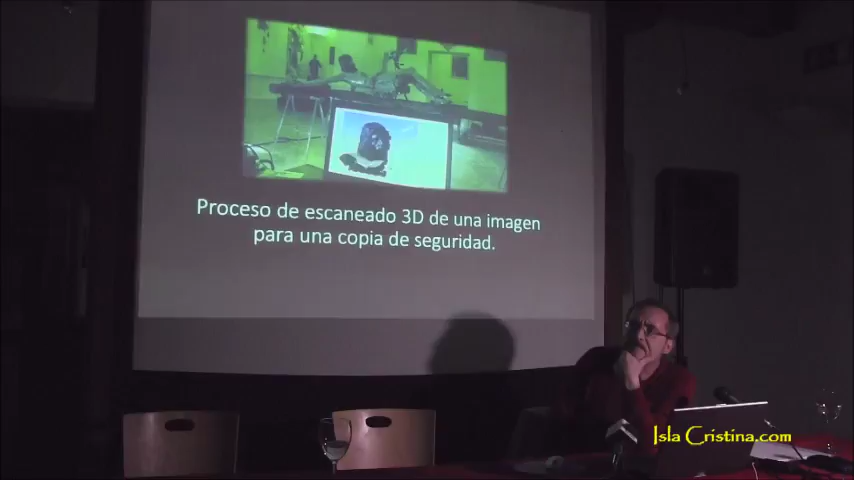 Proceso de escaneado 3D de una imagen
para una copia de seguridad.
Isla Cristina.com